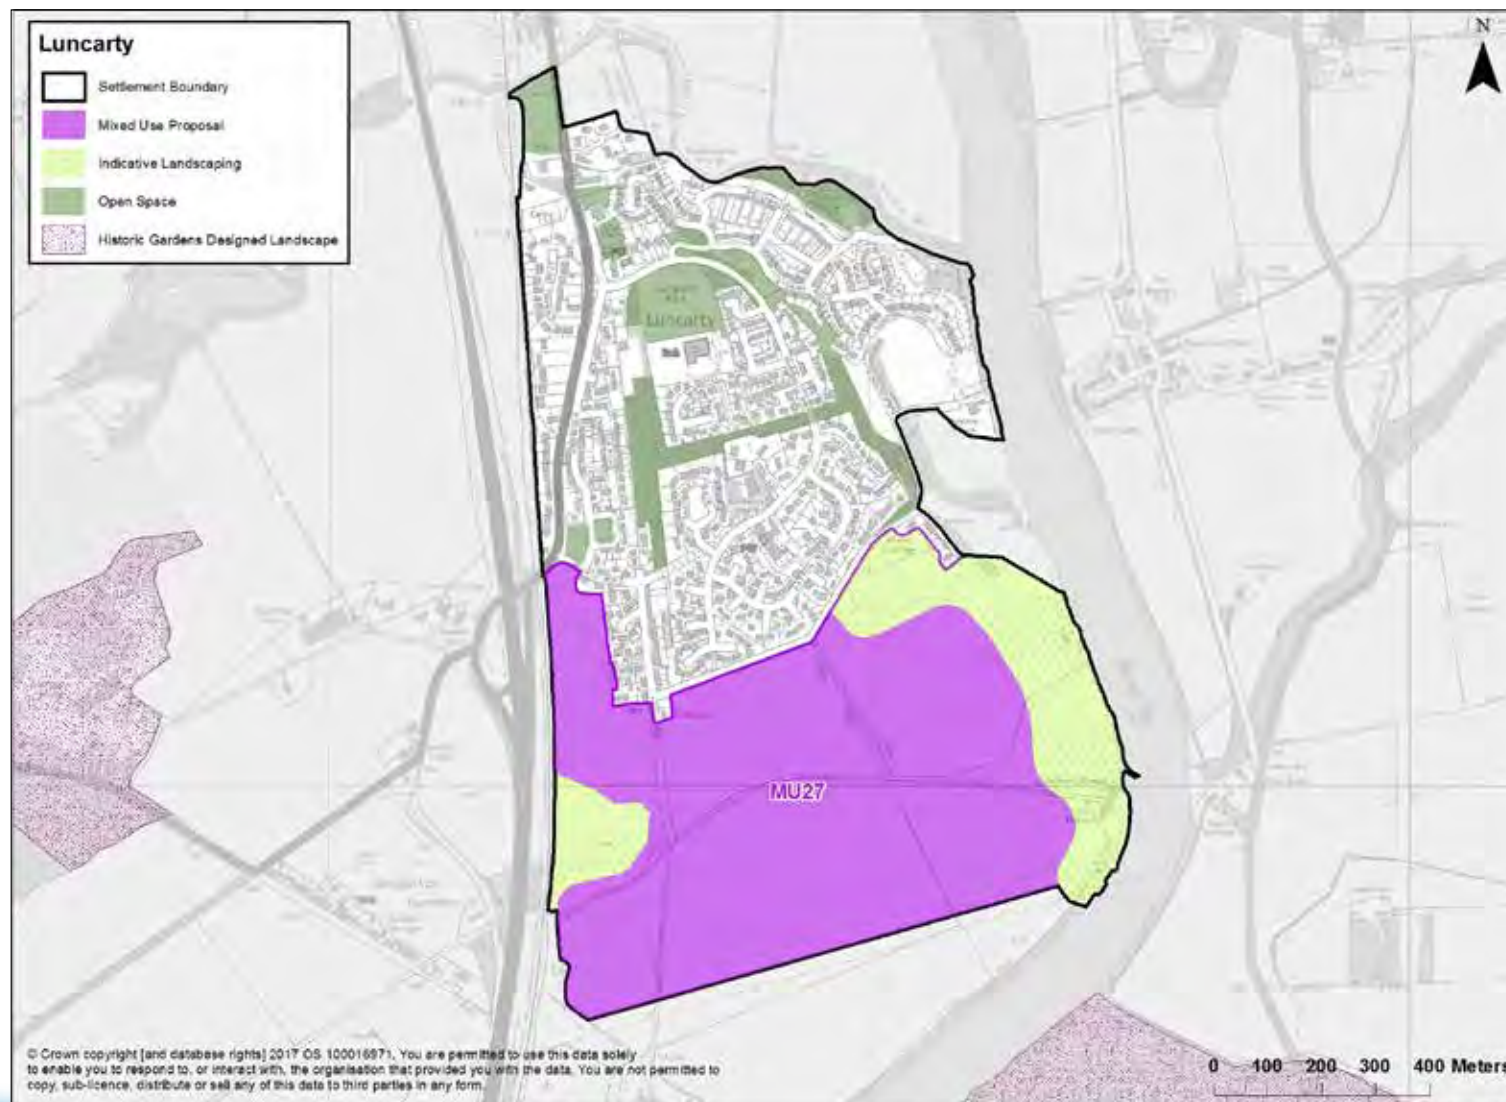 Luncarty
Settlement Boundary
Mixed Use Proposal
Indicative Landscaping
Open Space
Historic Gardens Designed Landscape
N
Luncarty
MU27
© Crown copyright [and database rights] 2017 OS 100016971. You are permitted to use this data solely
to enable you to respond to, or interact with, the organisation that provided you with the data. You are not permitted to
copy, sub-licence, distribute or sell any of this data to third parties in any form.
0 100 200 300 400 Meters